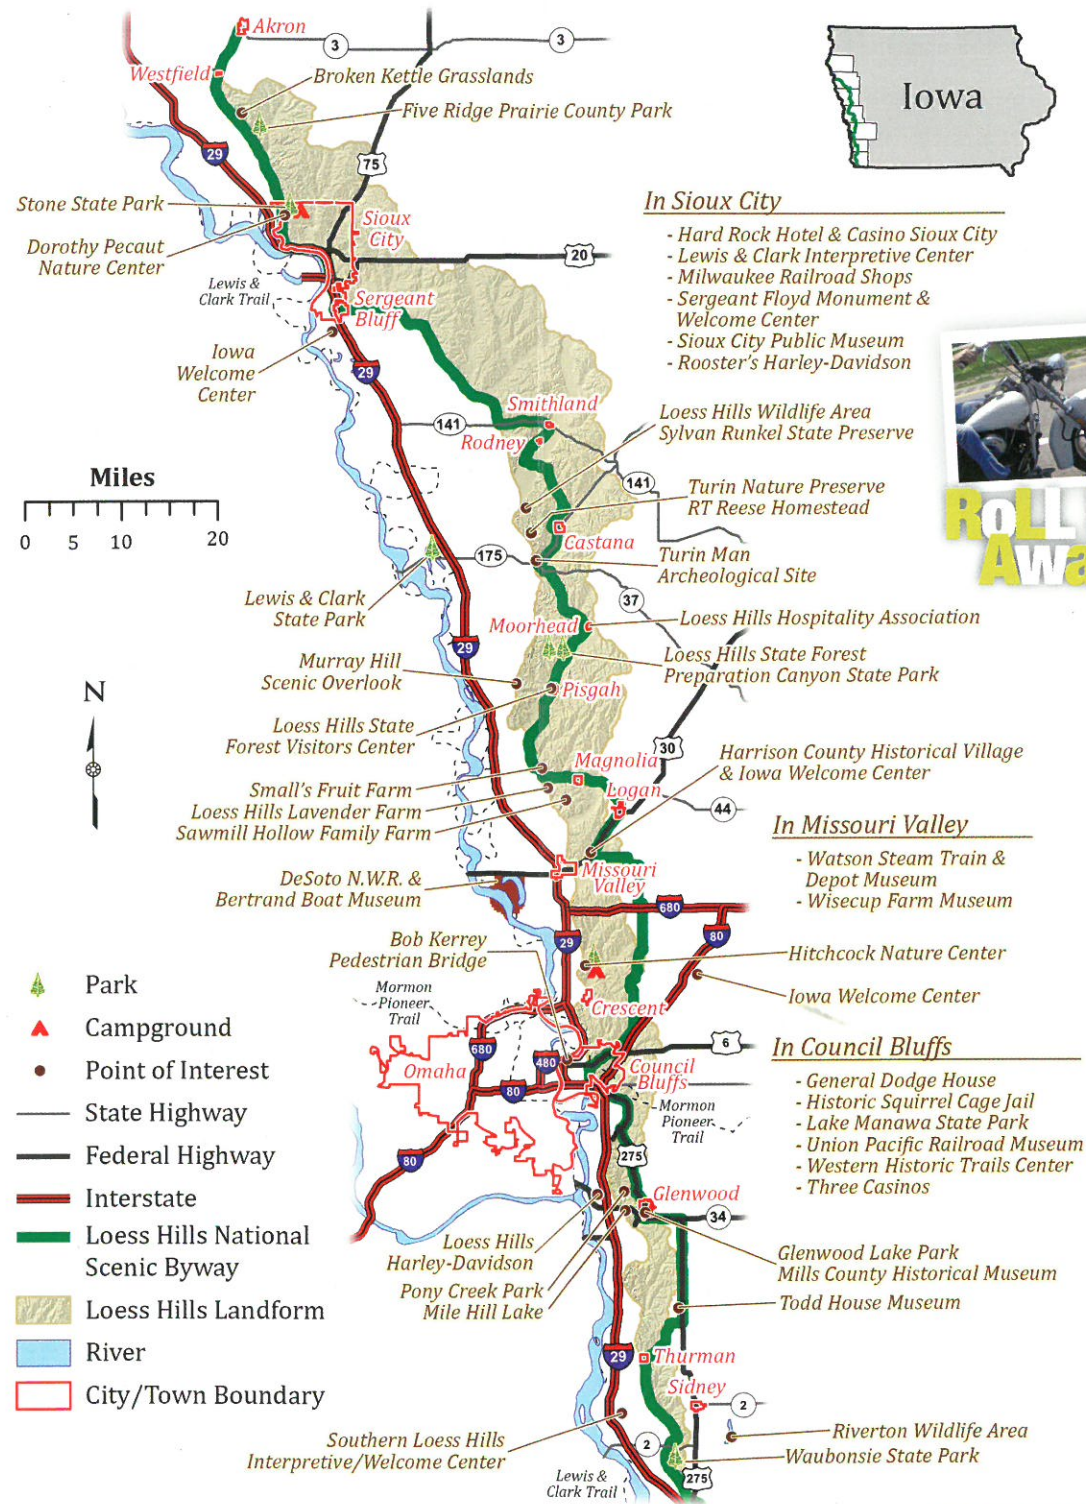 Akron
3
3
Westfield
Broken Kettle Grasslands
Five Ridge Prairie County Park
Iowa
29
75
Stone State Park
Sioux
City
Dorothy Pecaut
Nature Center
20
Lewis &
Clark Trail
Sergeant
Bluff
Iowa
Welcome
Center
29
In Sioux City
- Hard Rock Hotel & Casino Sioux City
- Lewis & Clark Interpretive Center
- Milwaukee Railroad Shops
- Sergeant Floyd Monument &
Welcome Center
- Sioux City Public Museum
- Rooster's Harley-Davidson
Smithland
141
Rodney
Loess Hills Wildlife Area
Sylvan Runkel State Preserve
141
Miles
0 5 10 20
Turin Nature Preserve
RT Reese Homestead
Castana
ROLL
175
Turin Man
Archeological Site
Lewis & Clark
State Park
37
Moorhead
Loess Hills Hospitality Association
29
Murray Hill
Scenic Overlook
Loess Hills State Forest
Preparation Canyon State Park
Pisgah
N
Loess Hills State
Forest Visitors Center
30
Harrison County Historical Village
& Iowa Welcome Center
Magnolia
Logan
44
Small's Fruit Farm
Loess Hills Lavender Farm
Sawmill Hollow Family Farm
In Missouri Valley
- Watson Steam Train &
Depot Museum
- Wisecup Farm Museum
Missouri
Valley
DeSoto N.W.R. &
Bertrand Boat Museum
680
80
29
Bob Kerrey
Pedestrian Bridge
Hitchcock Nature Center
Iowa Welcome Center
Mormon
Pioneer
Trail
Crescent
680
Omaha
480
80
6
Council
Bluffs
Mormon
Pioneer
Trail
In Council Bluffs
- General Dodge House
- Historic Squirrel Cage Jail
- Lake Manawa State Park
- Union Pacific Railroad Museum
- Western Historic Trails Center
- Three Casinos
80
275
Glenwood
34
Loess Hills
Harley-Davidson
Pony Creek Park
Mile Hill Lake
Glenwood Lake Park
Mills County Historical Museum
Todd House Museum
29
Thurman
Sidney
2
2
Southern Loess Hills
Interpretive/Welcome Center
Riverton Wildlife Area
Waubonsie State Park
275
Lewis &
Clark Trail
Park
Campground
Point of Interest
State Highway
Federal Highway
Interstate
Loess Hills National
Scenic Byway
Loess Hills Landform
River
City/Town Boundary